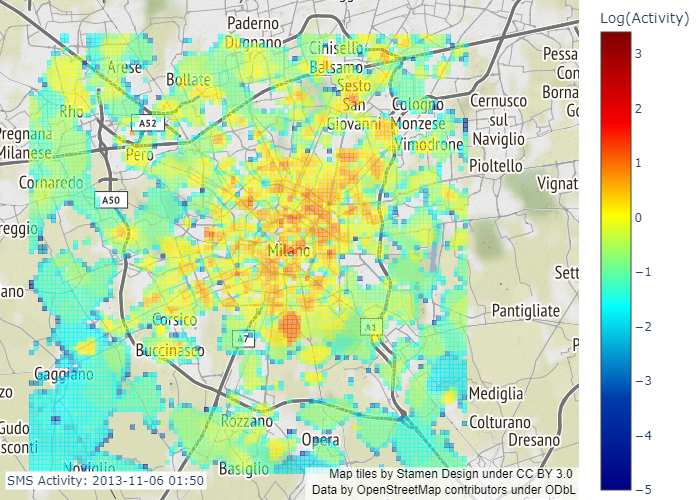 Log(Activity)
Paderno
Dugnano
Cinisello
Balsamo
Pessa
Con
Borna
Go
Arese
Bollate
Sesto
San
Giovanni
Cologno
Monzese
Cernusco
sul
Naviglio
Rho
A52
Pregnana
Milanese
Pero
Vimodrone
Pioltello
Cornaredo
Vignat
A50
reggio
Milano
Sett
ano
Pantigliate
Corsico
A7
A1
P
Buccinasco
Gaggiano
zo
Mediglia
Rozzano
Colturano
Gudo
sconti
Opera
Dresano
Noviglio
Basiglio
SMS Activity: 2013-11-06 01:50
Map tiles by Stamen Design under CC BY 3.0
Data by OpenStreetMap contributors under ODbL
3
2
1
0
−1
−2
−3
−4
−5